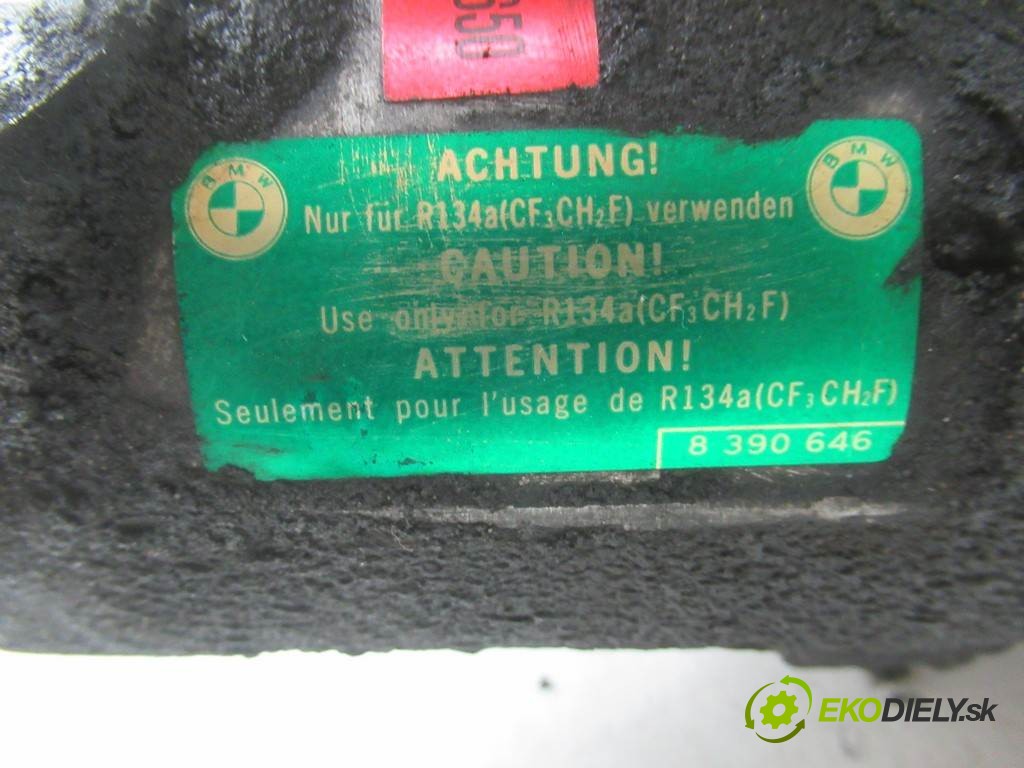 650
BMW
BMW
ACHTUNG!
Nur für R134a(CF₃CH₂F) verwenden
CAUTION!
Use only for R134a(CF₃CH₂F)
ATTENTION!
Seulement pour l'usage de R134a(CF₃CH₂F)
8 390 646
EKODIELY.sk